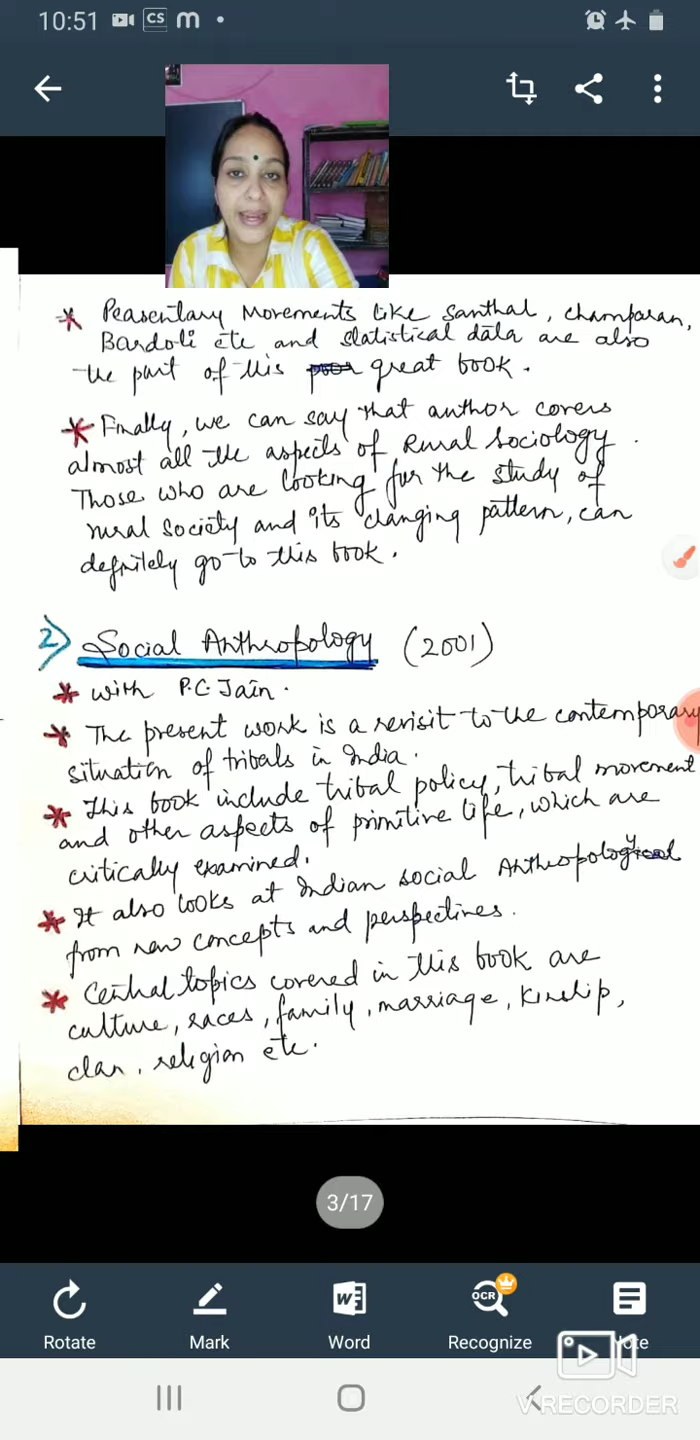 10:51 CS m
* Peasentary Movements like Santhal, Champaran,
Bardoli etc and statistical data are also
the part of this great book.
* Finally, we can say that author covers
almost all the aspects of Rural Sociology.
Those who are looking for the study of
rural society and its changing pattern, can
definitely go to this book.
2) Social Anthropology (2001)
* with P.C. Jain.
* The present work is a revisit to the contemporary
situation of tribals in India.
* This book include tribal policy, tribal movement
and other aspects of primitive life, which are
critically examined.
* It also looks at Indian social Anthropology
from new concepts and perspectives.
* Central topics covered in this book are
culture, races, family, marriage, kinship,
clan, religion etc.
3/17
W OCR
Rotate Mark Word Recognize
V RECORDER